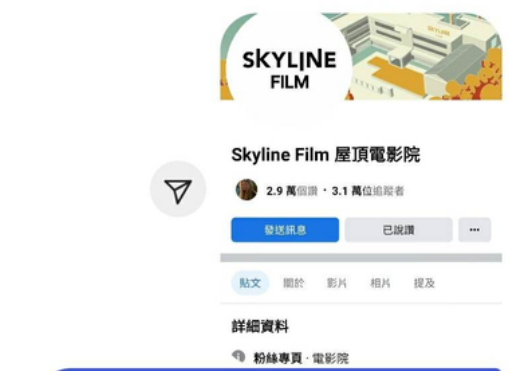 SKYLINE
FILM
Skyline Film 屋頂電影院
2.9 萬個讚 · 3.1 萬位追蹤者
發送訊息
已說讚
貼文 關於 影片 相片 提及
詳細資料
粉絲專頁 · 電影院